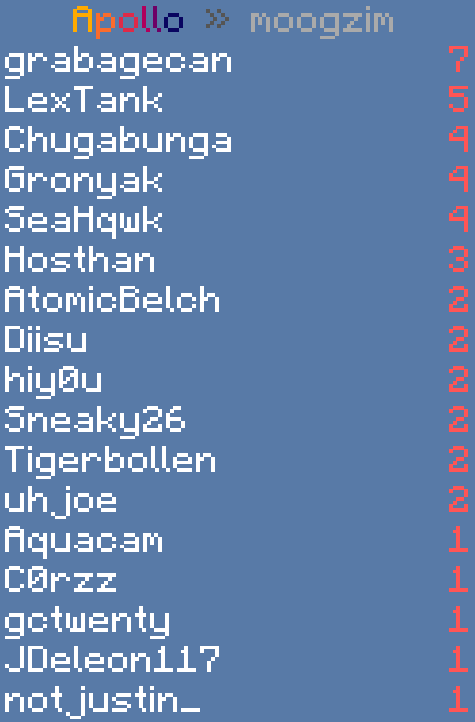 Apollo » moogzim
grabagecan 7
LexTank 5
Chugabunga 4
Gronyak 4
SeaHqwk 4
Hosthan 3
AtomicBelch 2
Diisu 2
hiy0u 2
Sneaky26 2
Tigerbollen 2
uh_joe 2
Aquacam 1
C0rzz 1
gctwenty 1
JDeleon117 1
not_justin_ 1